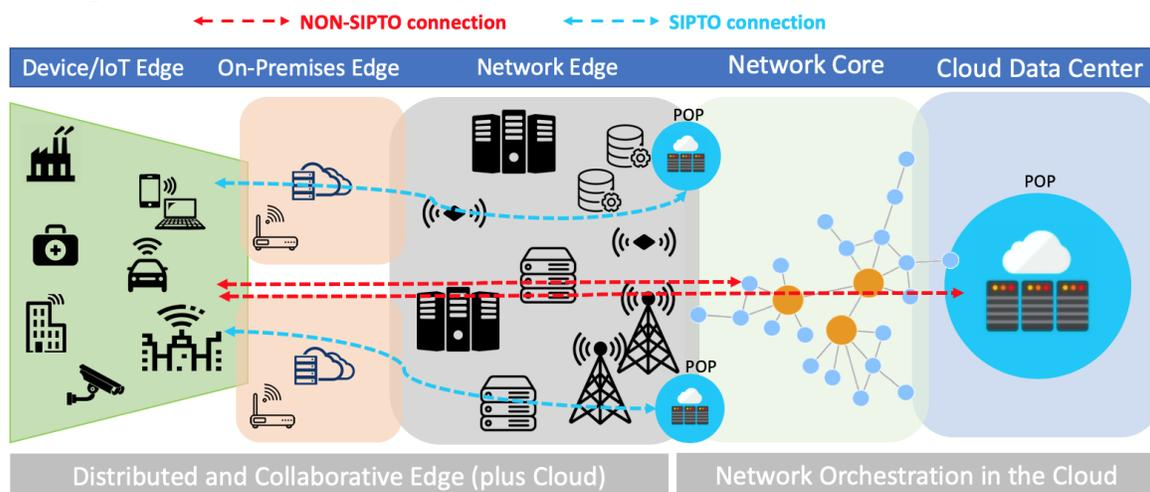 NON-SIPTO connection
SIPTO connection
Device/IoT Edge
On-Premises Edge
Network Edge
Network Core
Cloud Data Center
POP
POP
POP
Distributed and Collaborative Edge (plus Cloud)
Network Orchestration in the Cloud